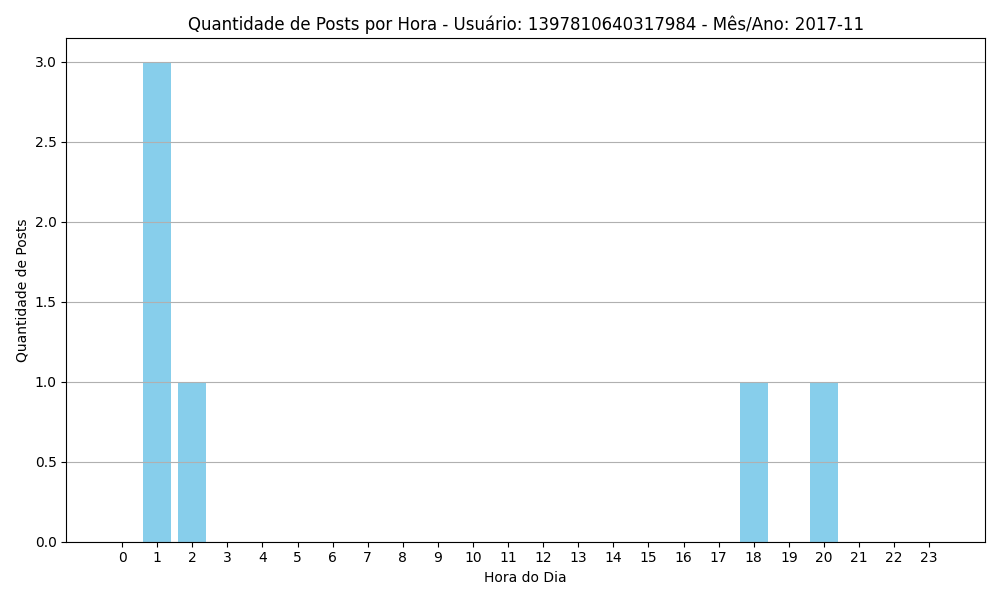 Quantidade de Posts por Hora - Usuário: 1397810640317984 - Mês/Ano: 2017-11
Quantidade de Posts
3.0
2.5
2.0
1.5
1.0
0.5
0.0
0 1 2 3 4 5 6 7 8 9 10 11 12 13 14 15 16 17 18 19 20 21 22 23
Hora do Dia